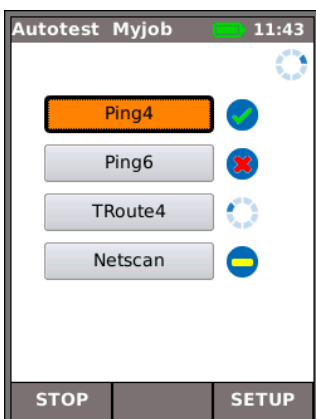 Autotest Myjob 11:43
Ping4
Ping6
TRoute4
Netscan
STOP SETUP